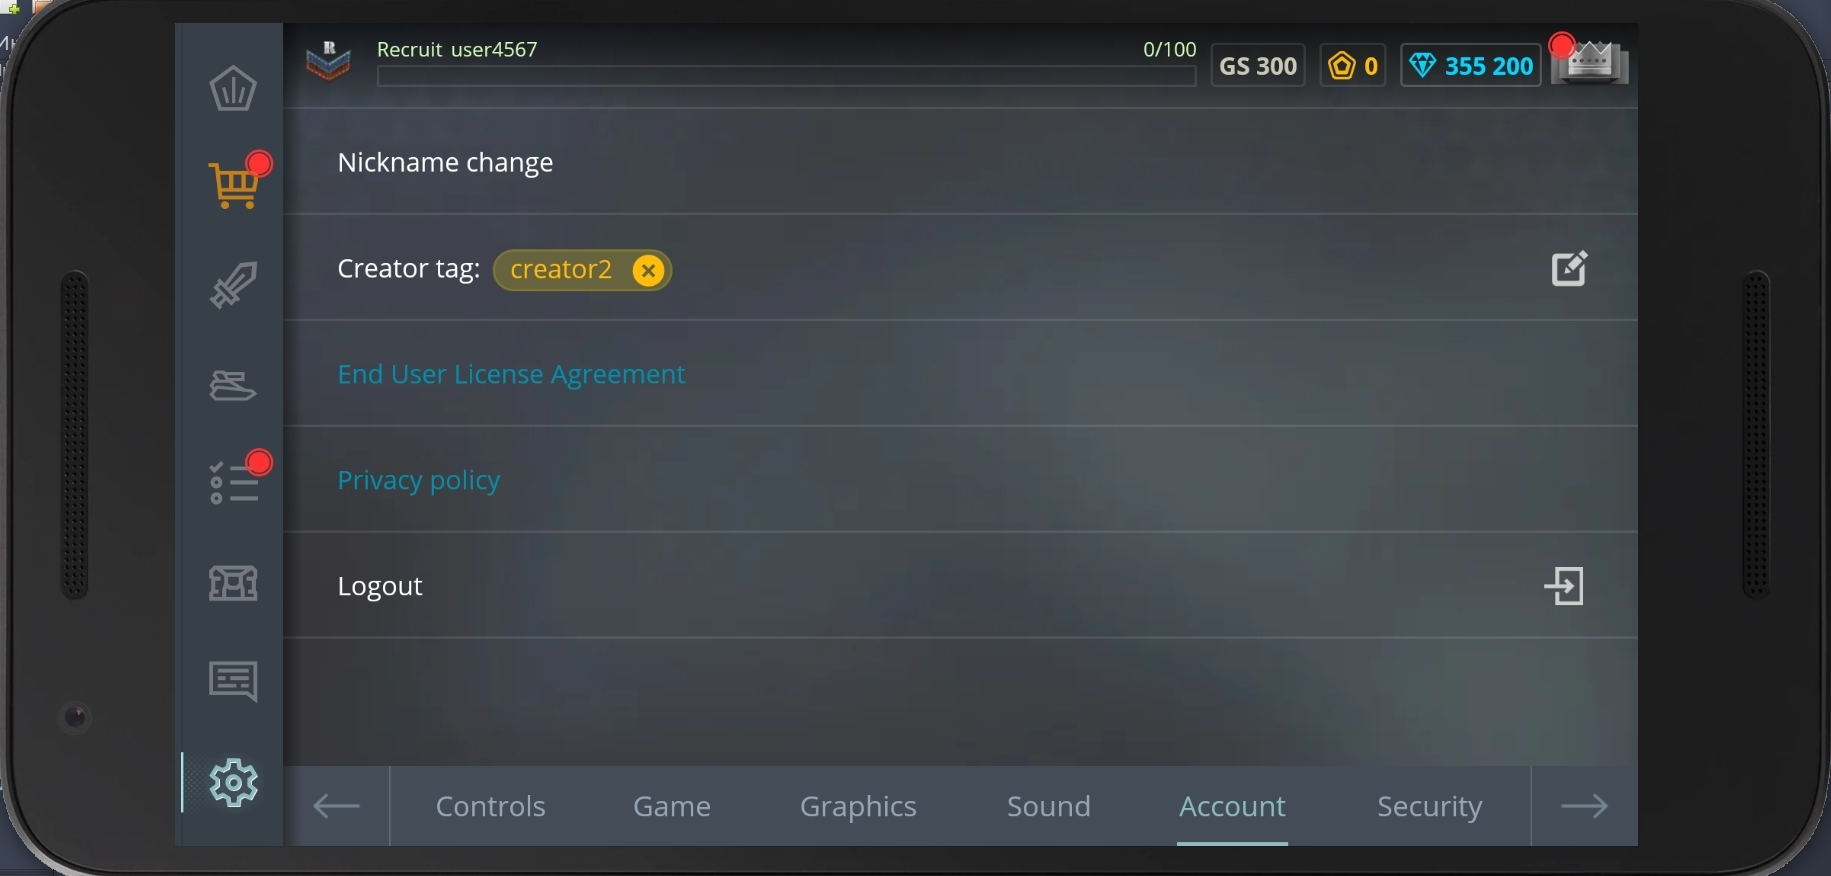 R
Recruit user4567
0/100
GS 300
0
355 200
Nickname change
Creator tag: creator2
End User License Agreement
Privacy policy
Logout
Controls
Game
Graphics
Sound
Account
Security